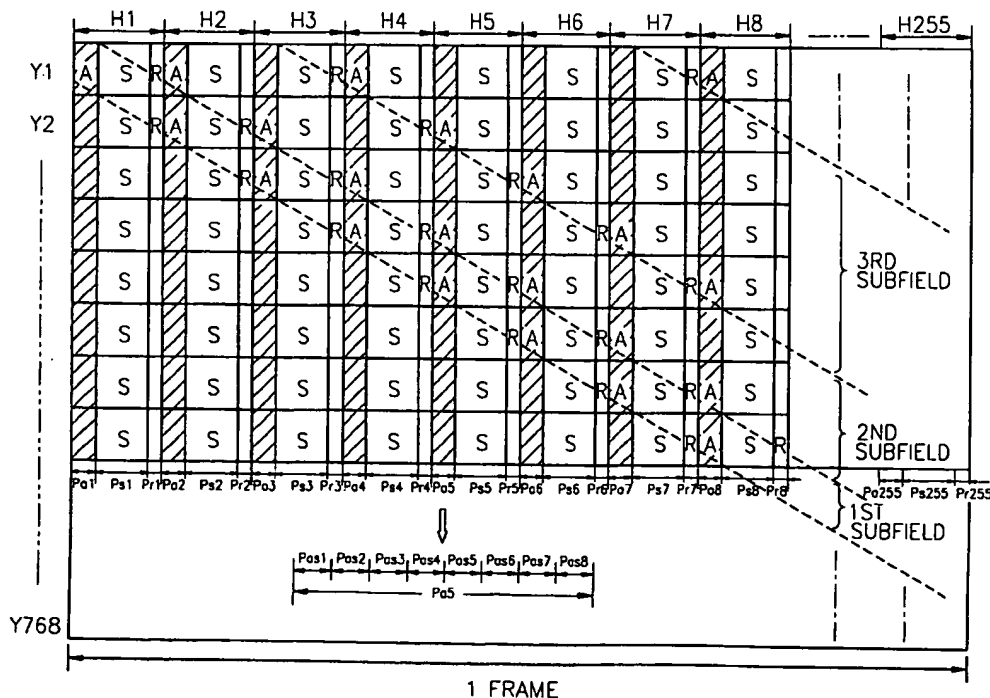 H1 H2 H3 H4 H5 H6 H7 H8 H255
Y1 A S R A S S R A S S S S R A S
Y2 S R A S R A S S R A S S S S
S S R A S R A S S R A S S S
S S S R A S R A S S R A S S
S S S S R A S R A S S R A S
S S S S S R A S R A S S
S S S S S S R A S R A S
S S S S S S S R A S R
3RD
SUBFIELD
2ND
SUBFIELD
1ST
SUBFIELD
Pa1 Ps1 Pr1 Pa2 Ps2 Pr2 Pa3 Ps3 Pr3 Pa4 Ps4 Pr4 Pa5 Ps5 Pr5 Pa6 Ps6 Pr6 Pa7 Ps7 Pr7 Pa8 Ps8 Pr8 Pa255 Ps255 Pr255
Pas1 Pas2 Pas3 Pas4 Pas5 Pas6 Pas7 Pas8
Pa5
Y768
1 FRAME